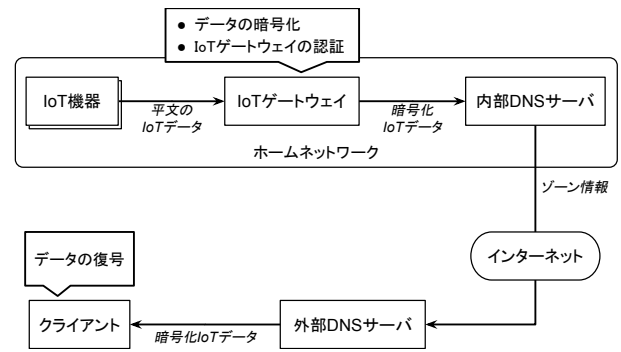 ● データの暗号化
● IoTゲートウェイの認証
IoT機器
平文の
IoTデータ
IoTゲートウェイ
暗号化
IoTデータ
内部DNSサーバ
ホームネットワーク
ゾーン情報
インターネット
データの復号
クライアント
暗号化IoTデータ
外部DNSサーバ